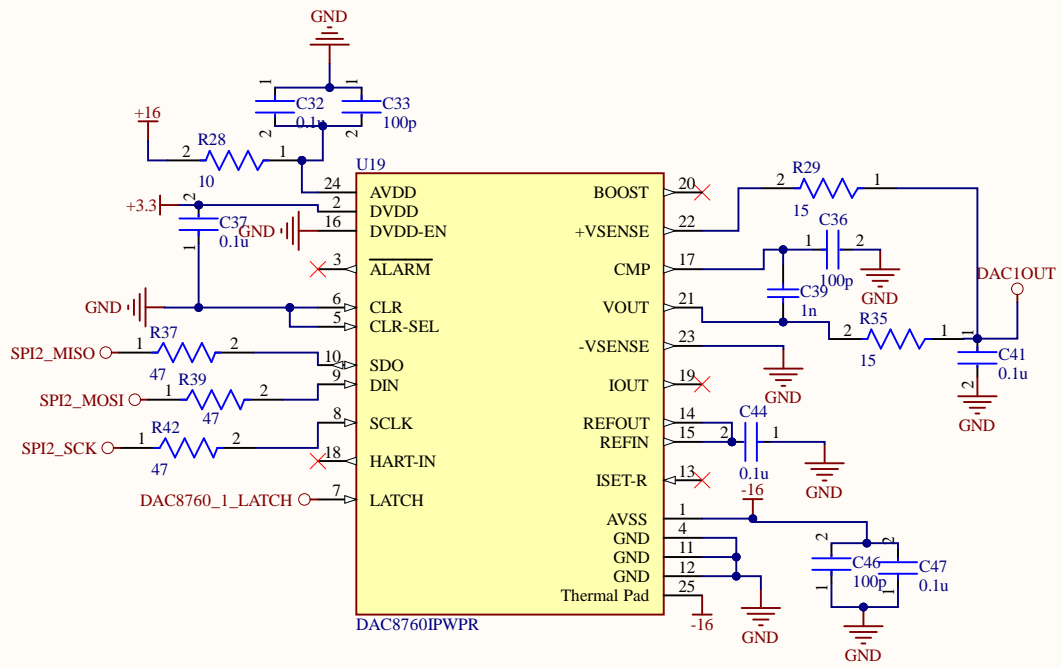 GND
1
1
C32
C33
0.1u
100p
2
2
+16
R28
2
1
10
U19
24
AVDD
BOOST
20
R29
2
1
15
2
+3.3
2
DVDD
C37
0.1u
GND
16
DVDD-EN
+VSENSE
22
C36
1
2
100p
1
3
ALARM
CMP
17
GND
DAC1OUT
C39
1n
GND
6
CLR
VOUT
21
5
CLR-SEL
R35
2
1
15
1
R37
SPI2_MISO
1
2
47
-VSENSE
23
C41
0.1u
2
10
SDO
9
DIN
IOUT
19
GND
GND
R39
SPI2_MOSI
1
2
47
8
SCLK
REFOUT
14
C44
R42
SPI2_SCK
1
2
47
REFIN
15
2
1
0.1u
18
HART-IN
ISET-R
13
GND
-16
DAC8760_1_LATCH
7
LATCH
AVSS
1
GND
4
2
2
GND
11
C46
C47
GND
12
100p
0.1u
1
1
Thermal Pad
25
-16
GND
GND
DAC8760IPWPR